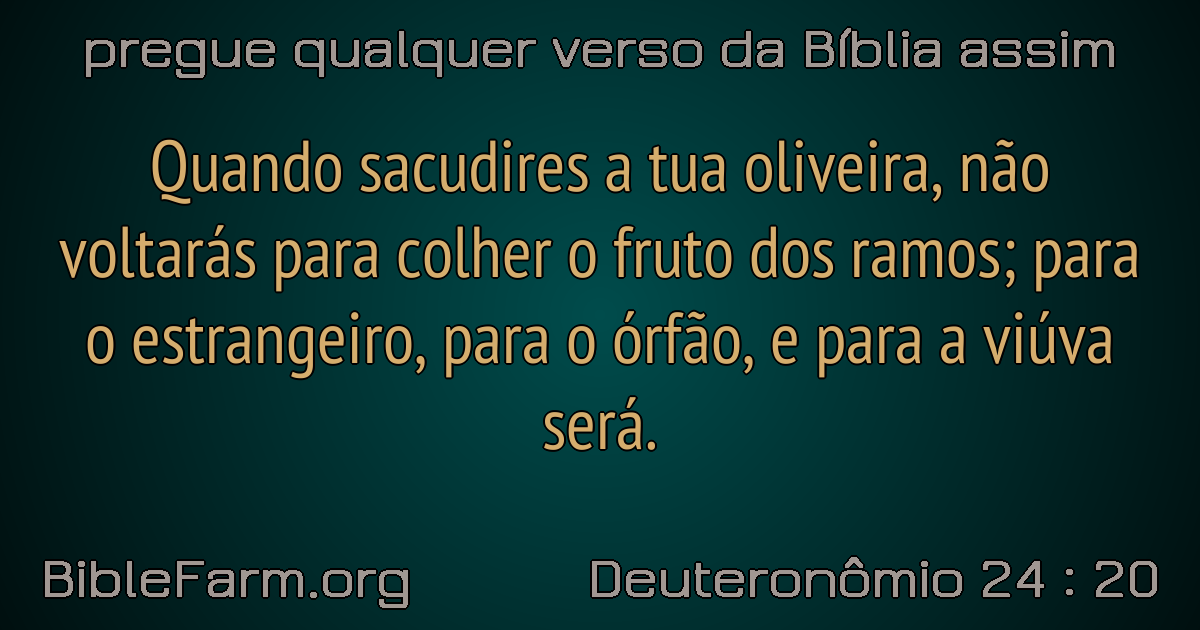 pregue qualquer verso da Bíblia assim
Quando sacudires a tua oliveira, não
voltarás para colher o fruto dos ramos; para
o estrangeiro, para o órfão, e para a viúva
será.
BibleFarm.org
Deuteronômio 24 : 20